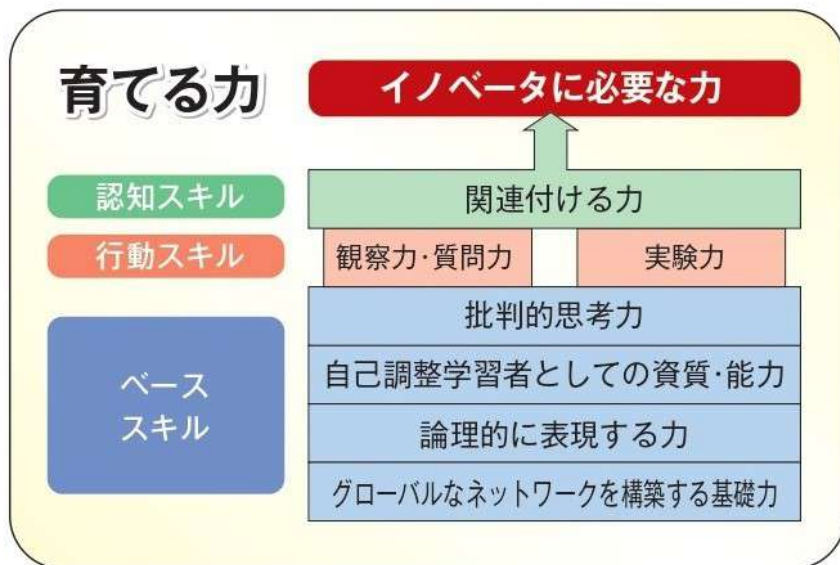 育てる力
イノベータに必要な力
認知スキル
関連付ける力
行動スキル
観察力・質問力
実験力
ベース
スキル
批判的思考力
自己調整学習者としての資質・能力
論理的に表現する力
グローバルなネットワークを構築する基礎力